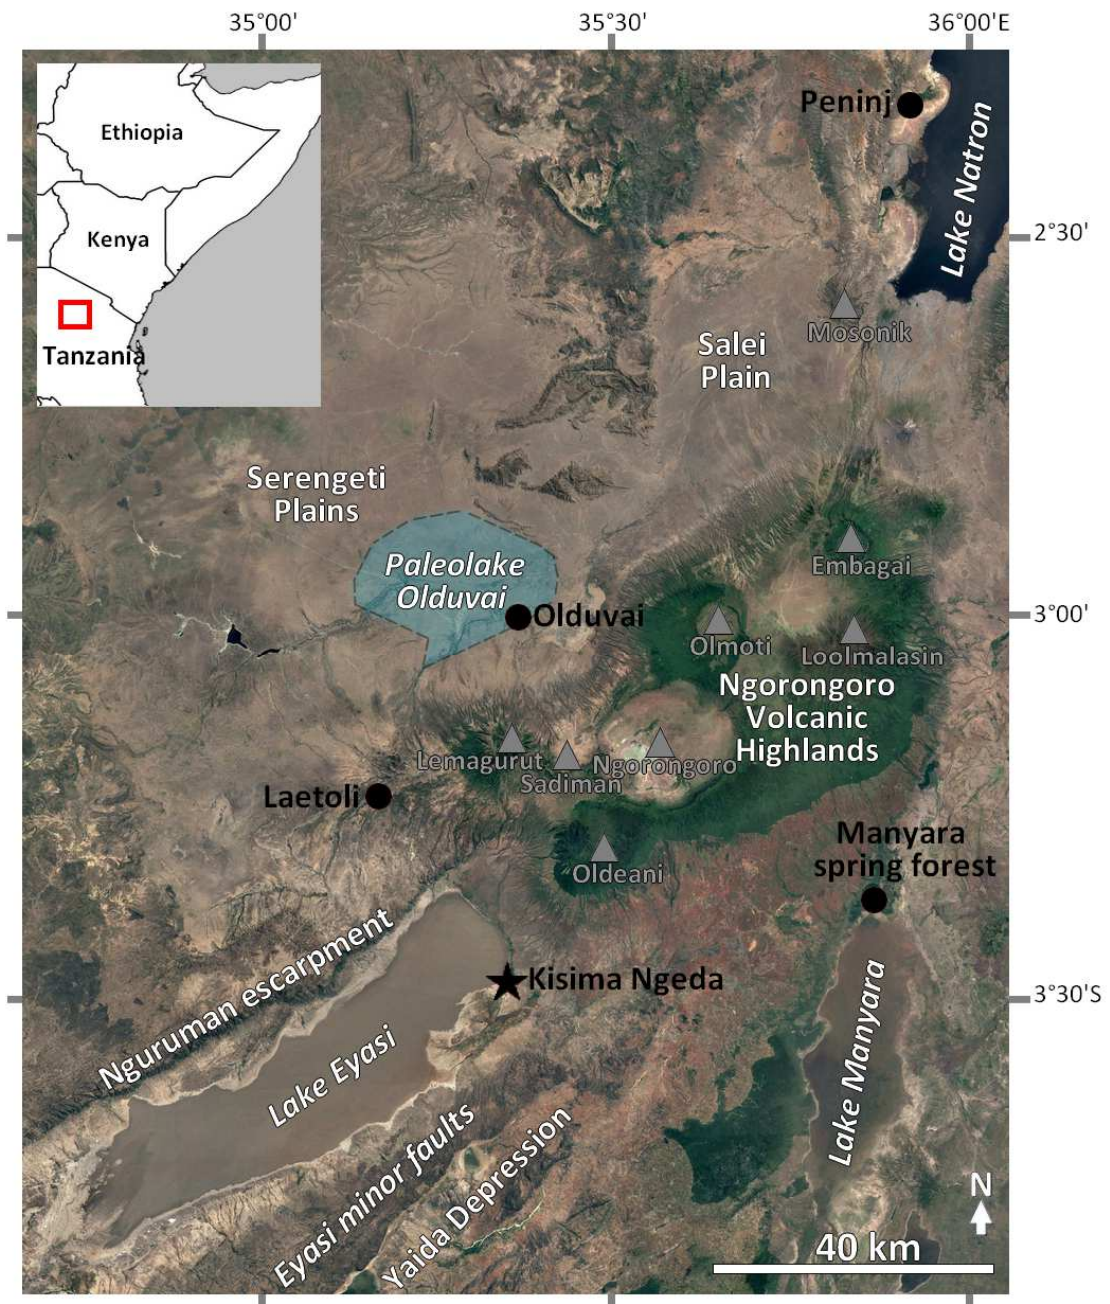 35°00'
35°30'
36°00'E
Ethiopia
Kenya
Tanzania
Peninj
Lake Natron
2°30'
Mosonik
Salei
Plain
Serengeti
Plains
Paleolake
Olduvai
Olduvai
Embagai
3°00'
Olmoti
Loolmalasin
Ngorongoro
Volcanic
Highlands
Lemagurut
Sadiman
Ngorongoro
Laetoli
Oldeani
Manyara
spring forest
Nguruman escarpment
Kisima Ngeda
3°30'S
Lake Eyasi
Lake Manyara
Eyasi minor faults
Yaida Depression
N
40 km